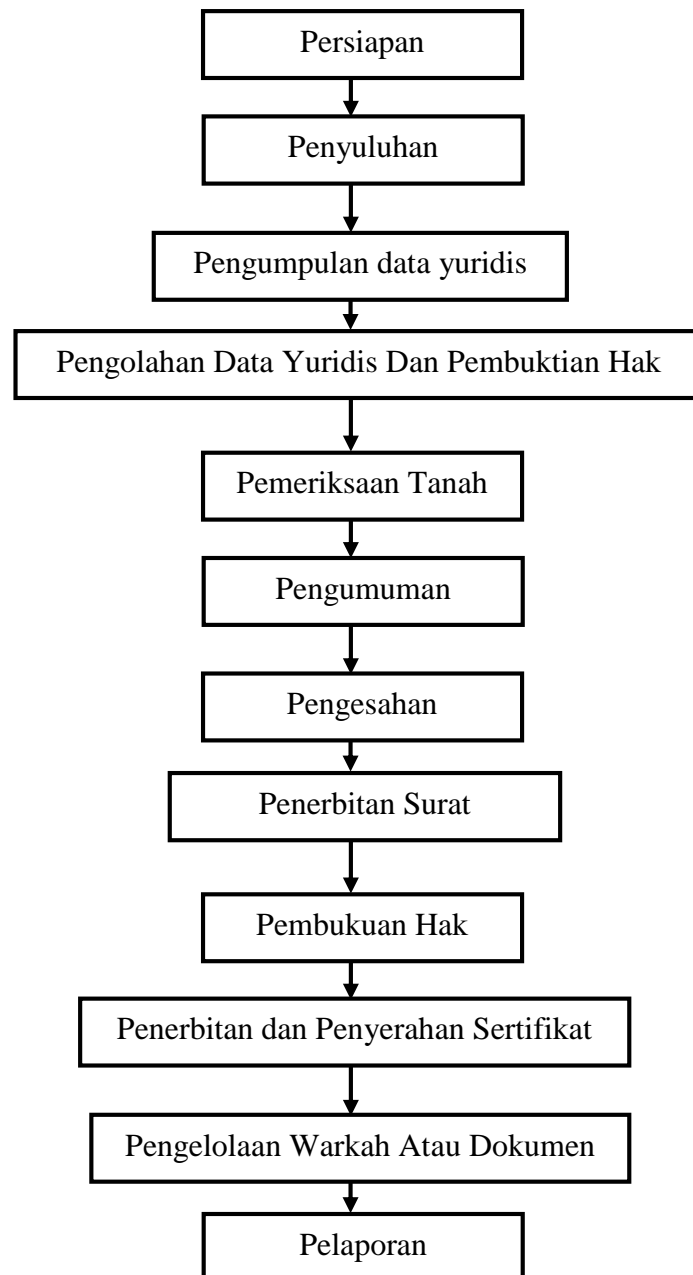 Persiapan
Penyuluhan
Pengumpulan data yuridis
Pengolahan Data Yuridis Dan Pembuktian Hak
Pemeriksaan Tanah
Pengumuman
Pengesahan
Penerbitan Surat
Pembukuan Hak
Penerbitan dan Penyerahan Sertifikat
Pengelolaan Warkah Atau Dokumen
Pelaporan